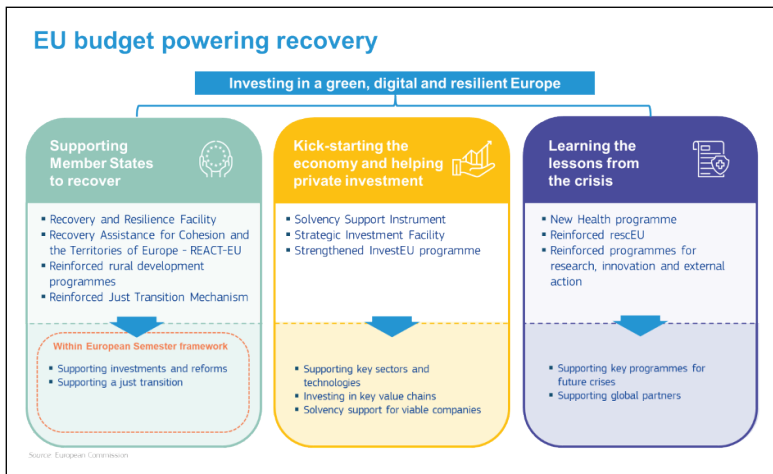 EU budget powering recovery
Investing in a green, digital and resilient Europe
Supporting
Member States
to recover
▪ Recovery and Resilience Facility
▪ Recovery Assistance for Cohesion and
the Territories of Europe - REACT-EU
▪ Reinforced rural development
programmes
▪ Reinforced Just Transition Mechanism
Within European Semester framework
▪ Supporting investments and reforms
▪ Supporting a just transition
Kick-starting the
economy and helping
private investment
▪ Solvency Support Instrument
▪ Strategic Investment Facility
▪ Strengthened InvestEU programme
▪ Supporting key sectors and
technologies
▪ Investing in key value chains
▪ Solvency support for viable companies
Learning the
lessons from
the crisis
▪ New Health programme
▪ Reinforced rescEU
▪ Reinforced programmes for
research, innovation and external
action
▪ Supporting key programmes for
future crises
▪ Supporting global partners
Source: European Commission